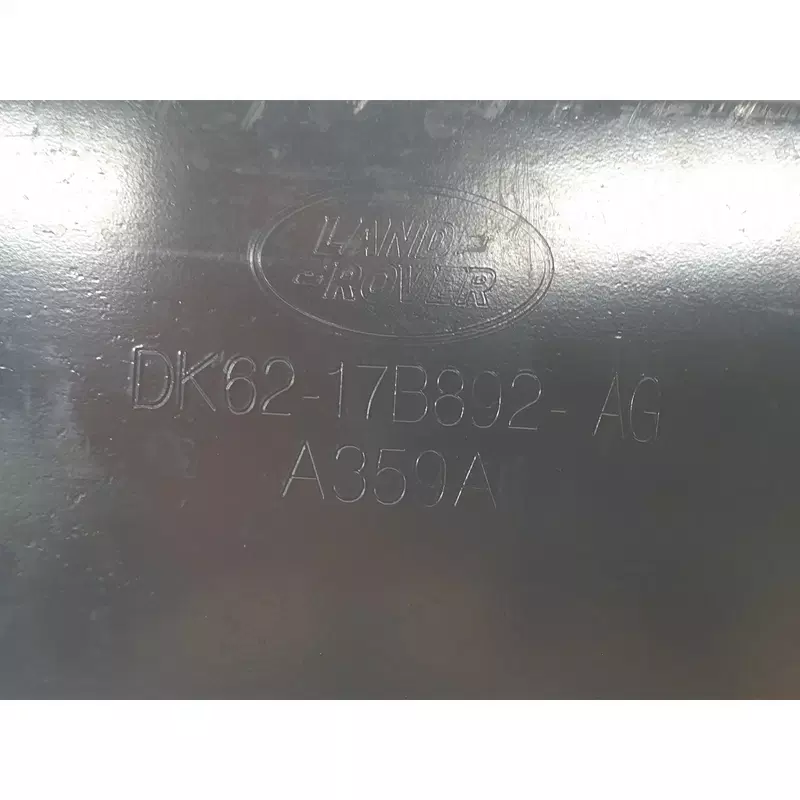 LAND-
-ROVER
DK62-17B892-AG
A359A